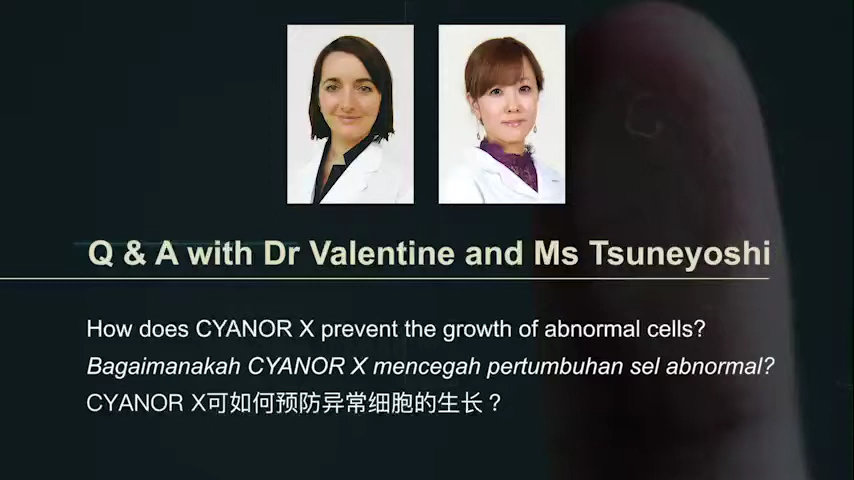 Q & A with Dr Valentine and Ms Tsuneyoshi
How does CYANOR X prevent the growth of abnormal cells?
Bagaimanakah CYANOR X mencegah pertumbuhan sel abnormal?
CYANOR X可如何预防异常细胞的生长？